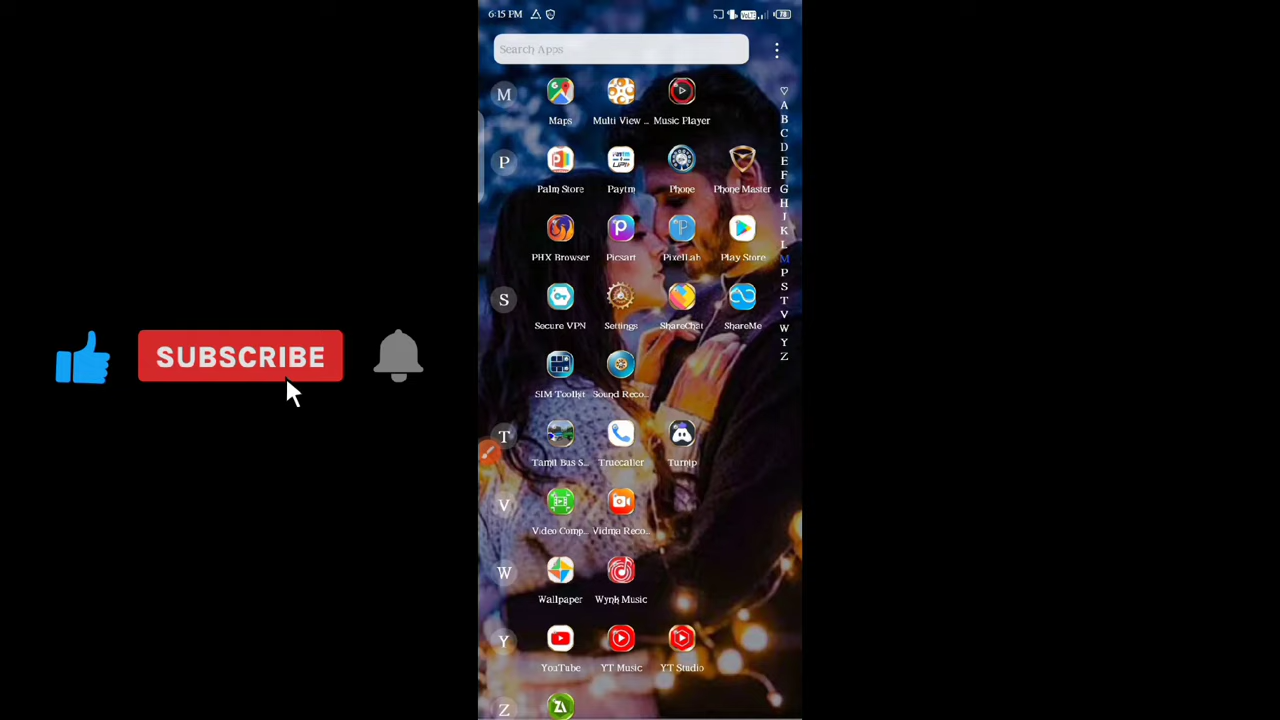 6:15 PM
VoLTE
78
Search Apps
M
Maps
Multi View ...
Music Player
P
Palm Store
Paytm
Phone
Phone Master
PHX Browser
Picsart
PixelLab
Play Store
S
Secure VPN
Settings
ShareChat
ShareMe
SIM Toolkit
Sound Reco...
T
Tamil Bus S...
Truecaller
Turnip
V
Video Comp...
Vidma Reco...
W
Wallpaper
Wynk Music
Y
YouTube
YT Music
YT Studio
Z
A
B
C
D
E
F
G
H
J
K
L
M
P
S
T
V
W
Y
Z
SUBSCRIBE